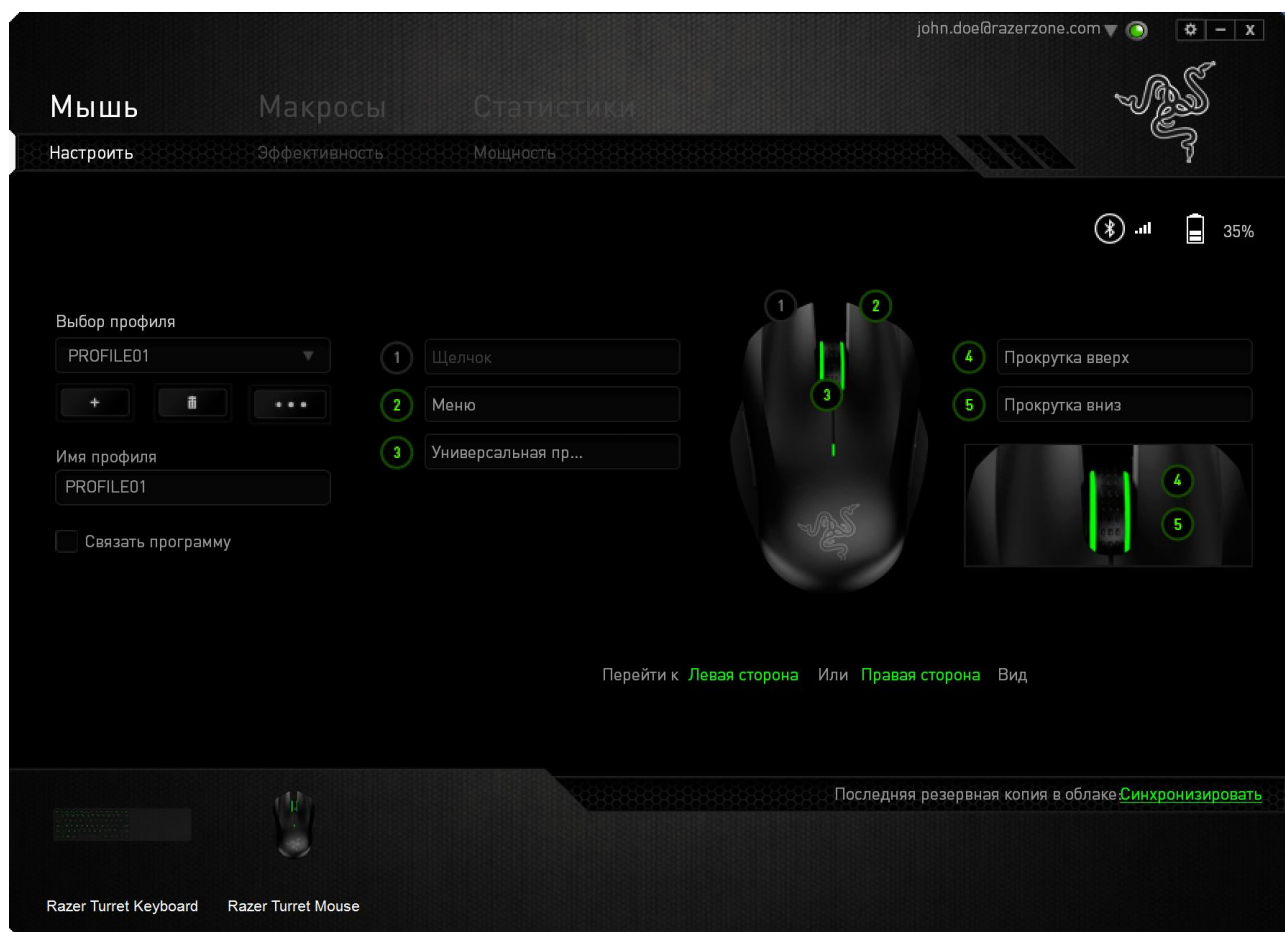 john.doe@razerzone.com
Мышь Макросы Статистики
Настроить Эффективность Мощность
35%
Выбор профиля
PROFILE01
Имя профиля
PROFILE01
Связать программу
1 Щелчок
2 Меню
3 Универсальная пр...
1 2
3
4 Прокрутка вверх
5 Прокрутка вниз
4
5
Перейти к Левая сторона Или Правая сторона Вид
Последняя резервная копия в облаке:Синхронизировать
Razer Turret Keyboard Razer Turret Mouse